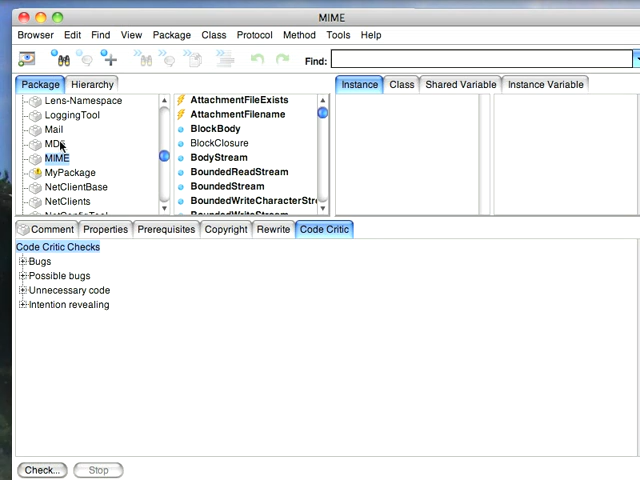 MIME
Browser Edit Find View Package Class Protocol Method Tools Help
Find:
Package Hierarchy
Instance Class Shared Variable Instance Variable
Lens-Namespace
LoggingTool
Mail
MIME
MyPackage
NetClientBase
NetClients
NetConfigTool
AttachmentFileExists
AttachmentFilename
BlockBody
BlockClosure
BodyStream
BoundedReadStream
BoundedStream
BoundedWriteCharacterStre
BoundedWriteStream
Comment Properties Prerequisites Copyright Rewrite Code Critic
Code Critic Checks
Bugs
Possible bugs
Unnecessary code
Intention revealing
Check... Stop